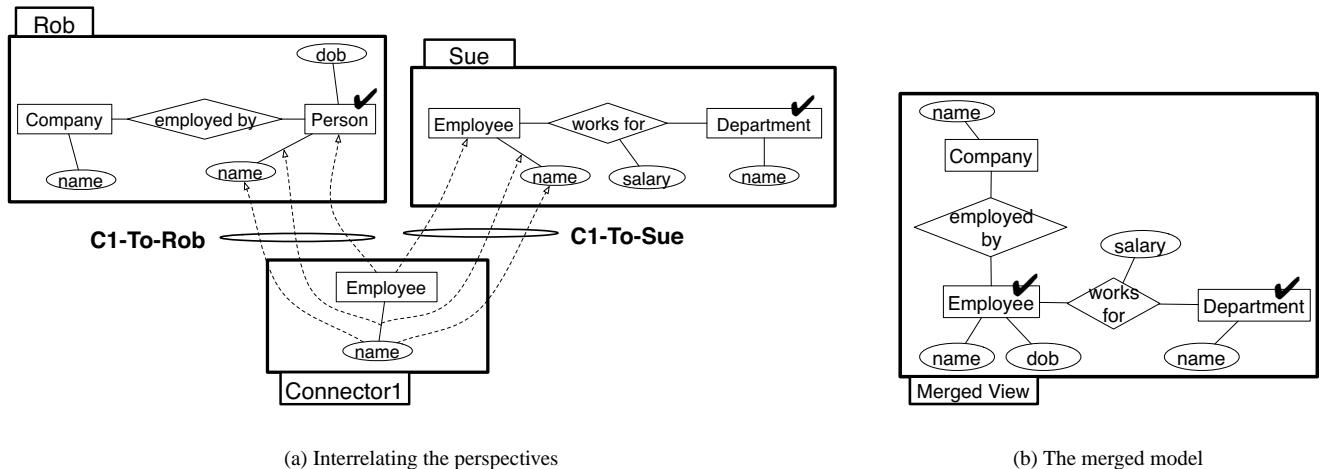 Rob
dob
Company
employed by
Person
name
name
Sue
Employee
works for
Department
name
salary
name
C1-To-Rob
C1-To-Sue
Employee
name
Connector1
(a) Interrelating the perspectives
name
Company
employed
by
salary
Employee
works
for
Department
name
dob
name
Merged View
(b) The merged model